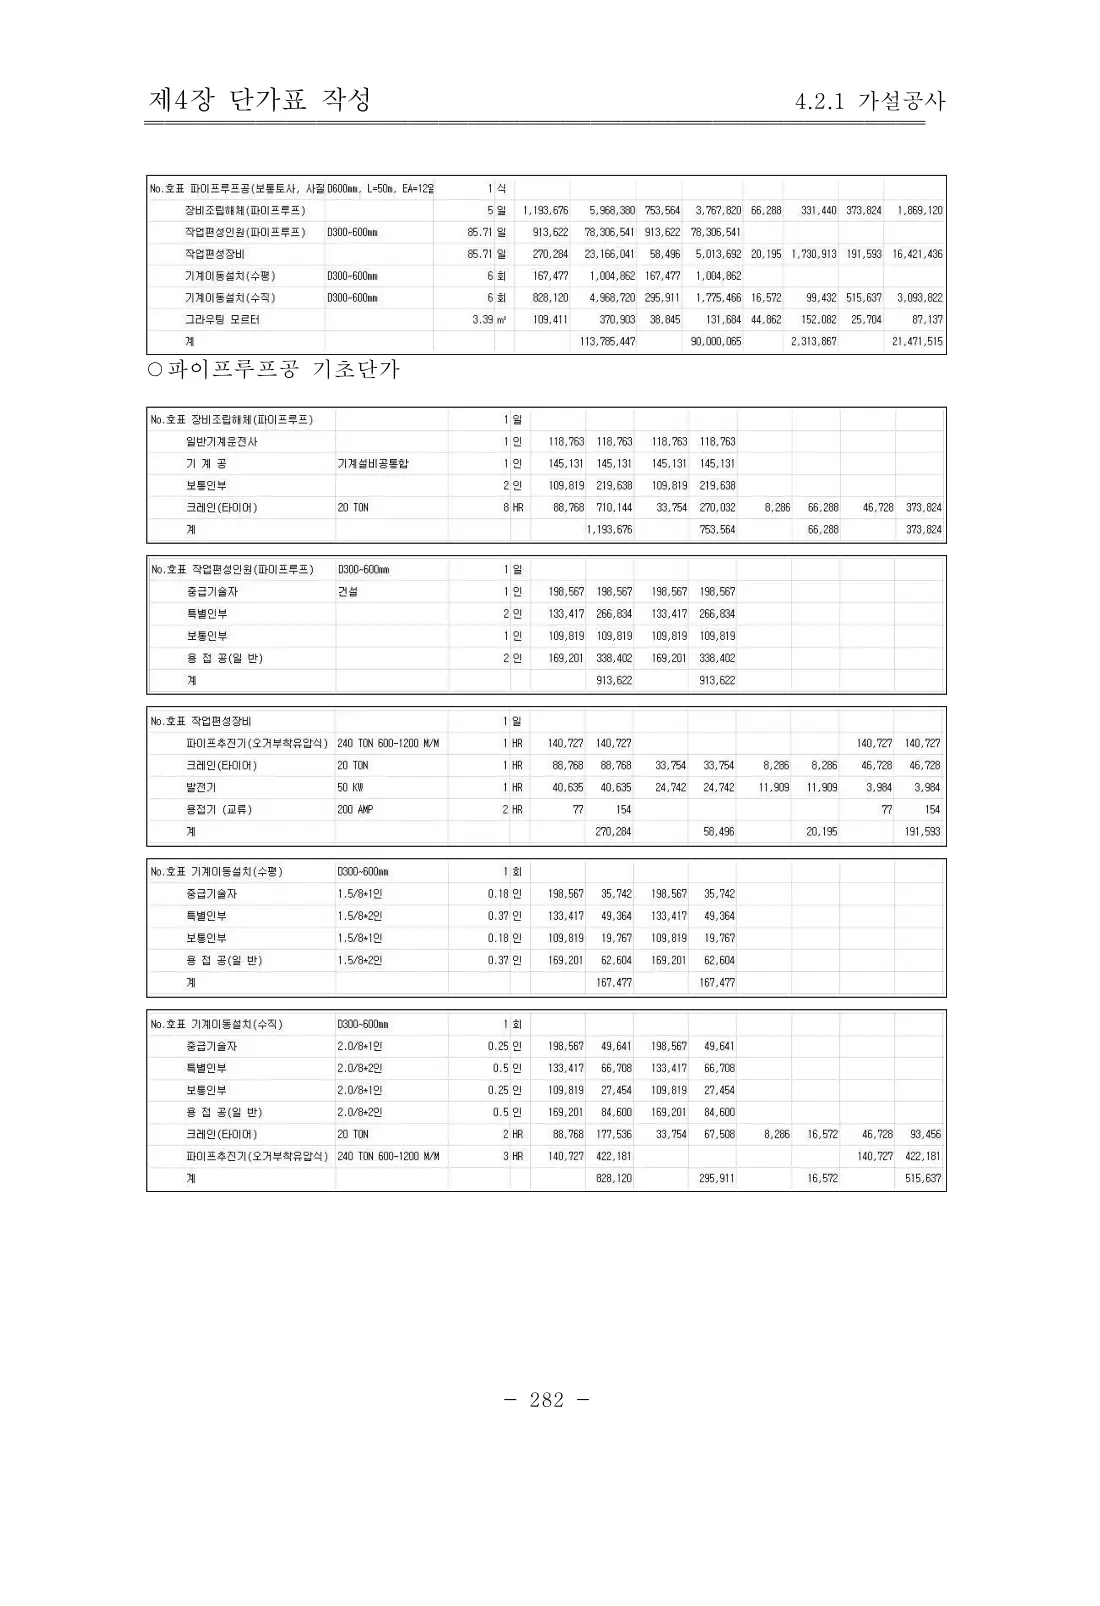 제4장 단가표 작성 4.2.1 가설공사
No.호표 파이프루프공(보통토사, 사질 D600mm, L=50m, EA=12열 1 식
장비조립해체(파이프루프) 5 일 1,193,676 5,968,380 753,564 3,767,820 66,288 331,440 373,824 1,869,120
작업편성인원(파이프루프) D300~600mm 85.71 일 913,622 78,306,541 913,622 78,306,541
작업편성장비 85.71 일 270,284 23,166,041 58,496 5,013,692 20,195 1,730,913 191,593 16,421,436
기계이동설치(수평) D300~600mm 6 회 167,477 1,004,862 167,477 1,004,862
기계이동설치(수직) D300~600mm 6 회 828,120 4,968,720 295,911 1,775,466 16,572 99,432 515,637 3,093,822
그라우팅 모르터 3.39 m³ 109,411 370,903 38,845 131,684 44,862 152,082 25,704 87,137
계 113,785,447 90,000,065 2,313,867 21,471,515
○파이프루프공 기초단가
No.호표 장비조립해체(파이프루프) 1 일
일반기계운전사 1 인 118,763 118,763 118,763 118,763
기 계 공 기계설비공통합 1 인 145,131 145,131 145,131 145,131
보통인부 2 인 109,819 219,638 109,819 219,638
크레인(타이어) 20 TON 8 HR 88,768 710,144 33,754 270,032 8,286 66,288 46,728 373,824
계 1,193,676 753,564 66,288 373,824
No.호표 작업편성인원(파이프루프) D300~600mm 1 일
중급기술자 건설 1 인 198,567 198,567 198,567 198,567
특별인부 2 인 133,417 266,834 133,417 266,834
보통인부 1 인 109,819 109,819 109,819 109,819
용 접 공(일 반) 2 인 169,201 338,402 169,201 338,402
계 913,622 913,622
No.호표 작업편성장비 1 일
파이프추진기(오거부착유압식) 240 TON 600-1200 M/M 1 HR 140,727 140,727 140,727 140,727
크레인(타이어) 20 TON 1 HR 88,768 88,768 33,754 33,754 8,286 8,286 46,728 46,728
발전기 50 KW 1 HR 40,635 40,635 24,742 24,742 11,909 11,909 3,984 3,984
용접기 (교류) 200 AMP 2 HR 77 154 77 154
계 270,284 58,496 20,195 191,593
No.호표 기계이동설치(수평) D300~600mm 1 회
중급기술자 1.5/8*1인 0.18 인 198,567 35,742 198,567 35,742
특별인부 1.5/8*2인 0.37 인 133,417 49,364 133,417 49,364
보통인부 1.5/8*1인 0.18 인 109,819 19,767 109,819 19,767
용 접 공(일 반) 1.5/8*2인 0.37 인 169,201 62,604 169,201 62,604
계 167,477 167,477
No.호표 기계이동설치(수직) D300~600mm 1 회
중급기술자 2.0/8*1인 0.25 인 198,567 49,641 198,567 49,641
특별인부 2.0/8*2인 0.5 인 133,417 66,708 133,417 66,708
보통인부 2.0/8*1인 0.25 인 109,819 27,454 109,819 27,454
용 접 공(일 반) 2.0/8*2인 0.5 인 169,201 84,600 169,201 84,600
크레인(타이어) 20 TON 2 HR 88,768 177,536 33,754 67,508 8,286 16,572 46,728 93,456
파이프추진기(오거부착유압식) 240 TON 600-1200 M/M 3 HR 140,727 422,181 140,727 422,181
계 828,120 295,911 16,572 515,637
- 282 -